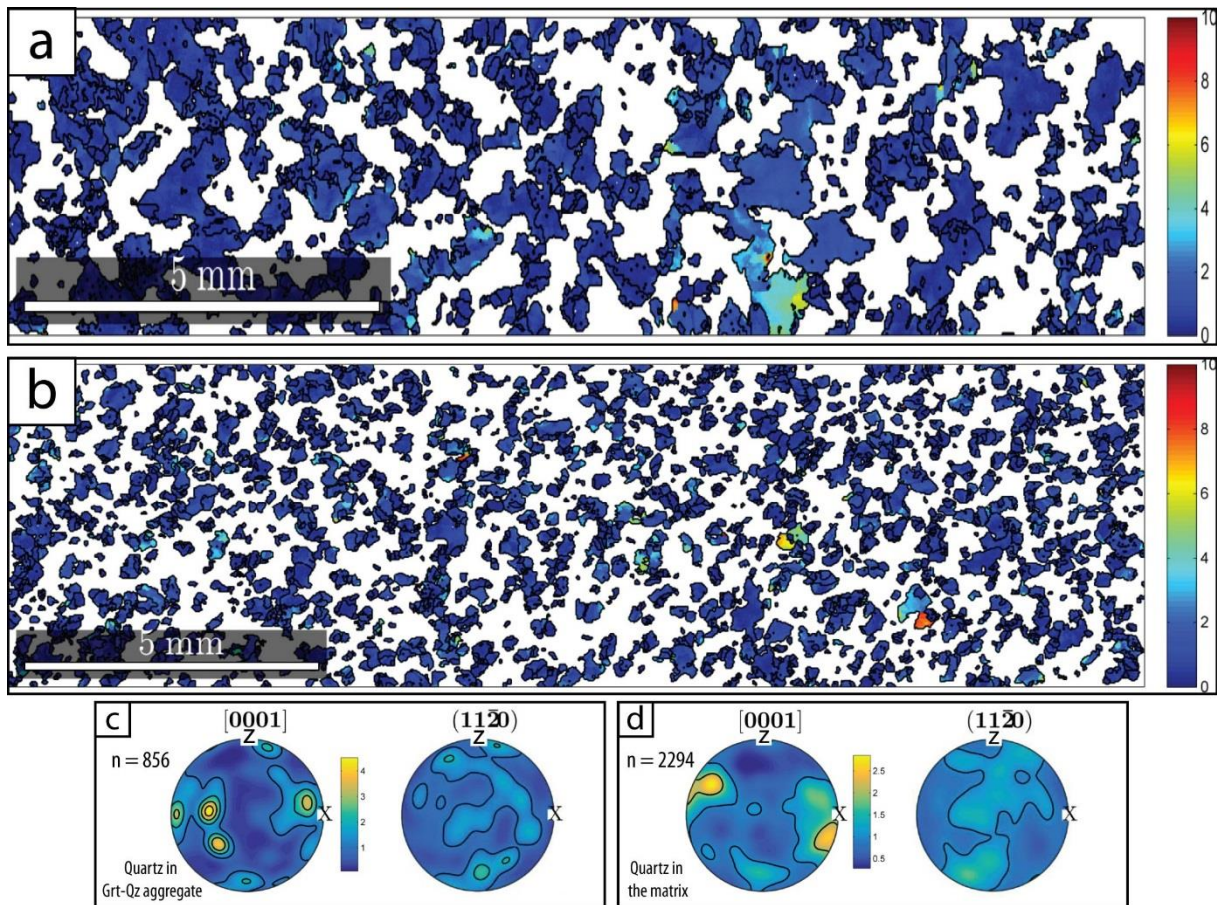 a
10
8
6
4
2
0
5 mm
b
10
8
6
4
2
0
5 mm
c
[0001]
(112̄0)
Z
Z
n = 856
4
3
2
1
X
X
Quartz in
Grt-Qz aggregate
d
[0001]
(112̄0)
Z
Z
n = 2294
2.5
2
1.5
1
0.5
X
X
Quartz in
the matrix